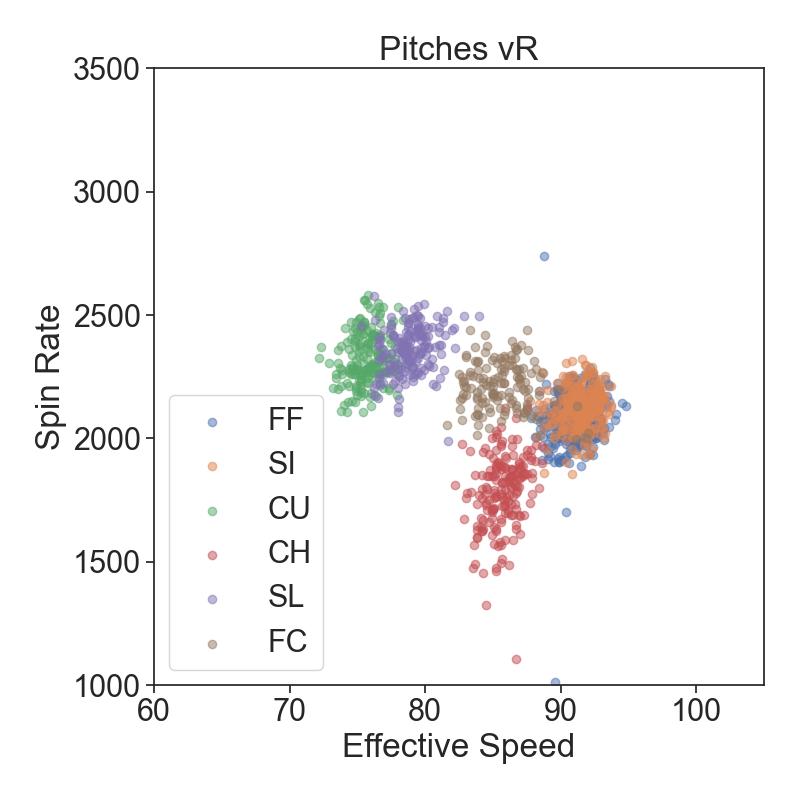 Pitches vR
3500
3000
2500
2000
1500
1000
Spin Rate
FF
SI
CU
CH
SL
FC
60 70 80 90 100
Effective Speed